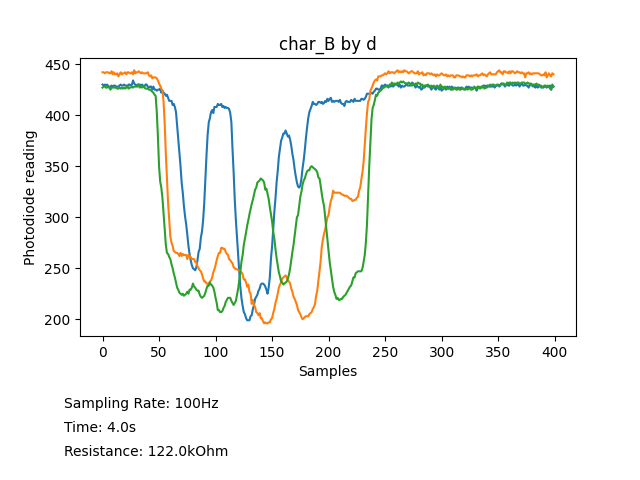 char_B by d
450
400
350
300
250
200
Photodiode reading
0 50 100 150 200 250 300 350 400
Samples
Sampling Rate: 100Hz
Time: 4.0s
Resistance: 122.0kOhm